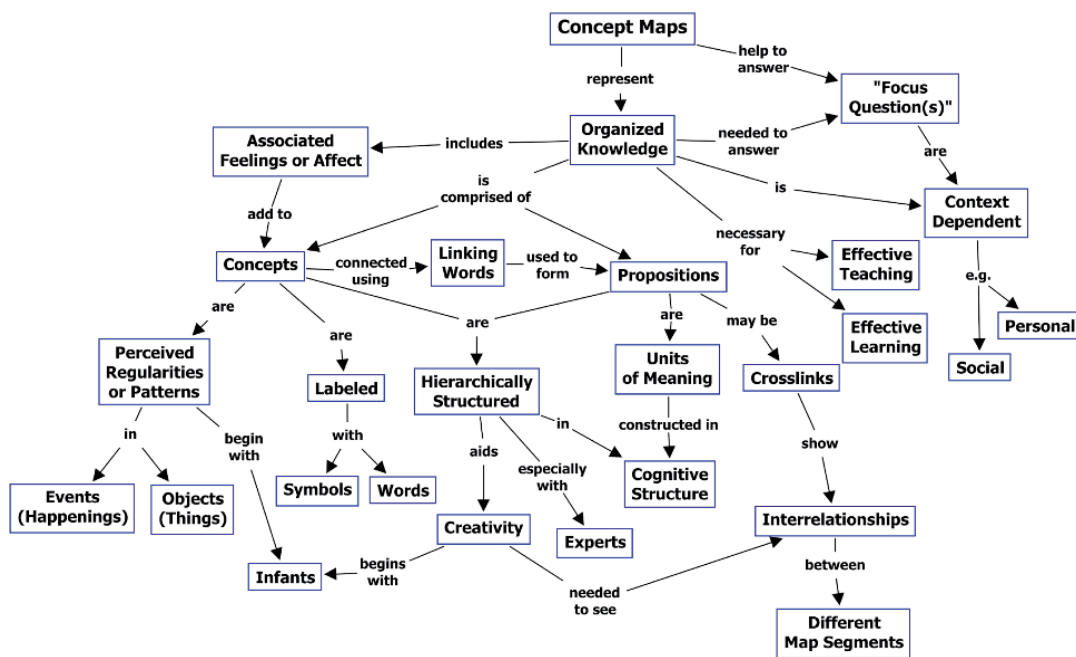 Concept Maps
help to
answer
represent
"Focus
Question(s)"
Organized
Knowledge
needed to
answer
Associated
Feelings or Affect
includes
are
is
comprised of
is
Context
Dependent
add to
necessary
for
Concepts
connected
using
Linking
Words
used to
form
Propositions
Effective
Teaching
e.g.
are
are
are
are
may be
Effective
Learning
Personal
Social
Perceived
Regularities
or Patterns
Labeled
Hierarchically
Structured
Units
of Meaning
Crosslinks
in
begin
with
with
aids
in
constructed in
show
especially
with
Events
(Happenings)
Objects
(Things)
Symbols
Words
Cognitive
Structure
Creativity
Experts
Interrelationships
Infants
begins
with
needed
to see
between
Different
Map Segments